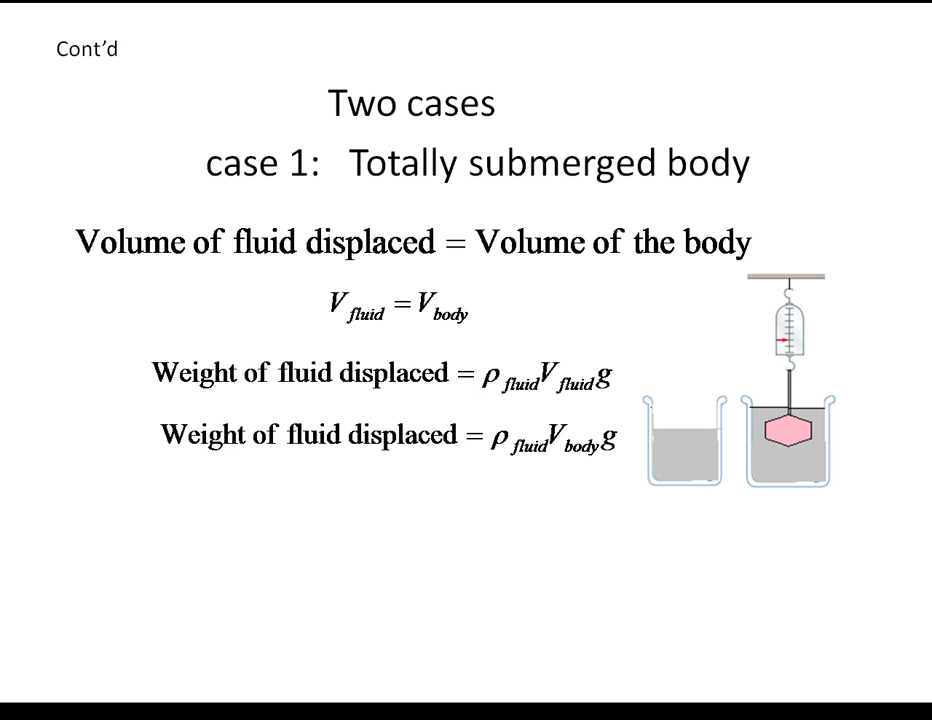 Cont’d
Two cases
case 1: Totally submerged body
Volume of fluid displaced = Volume of the body
V fluid = V body
Weight of fluid displaced = ρ fluid V fluid g
Weight of fluid displaced = ρ fluid V body g